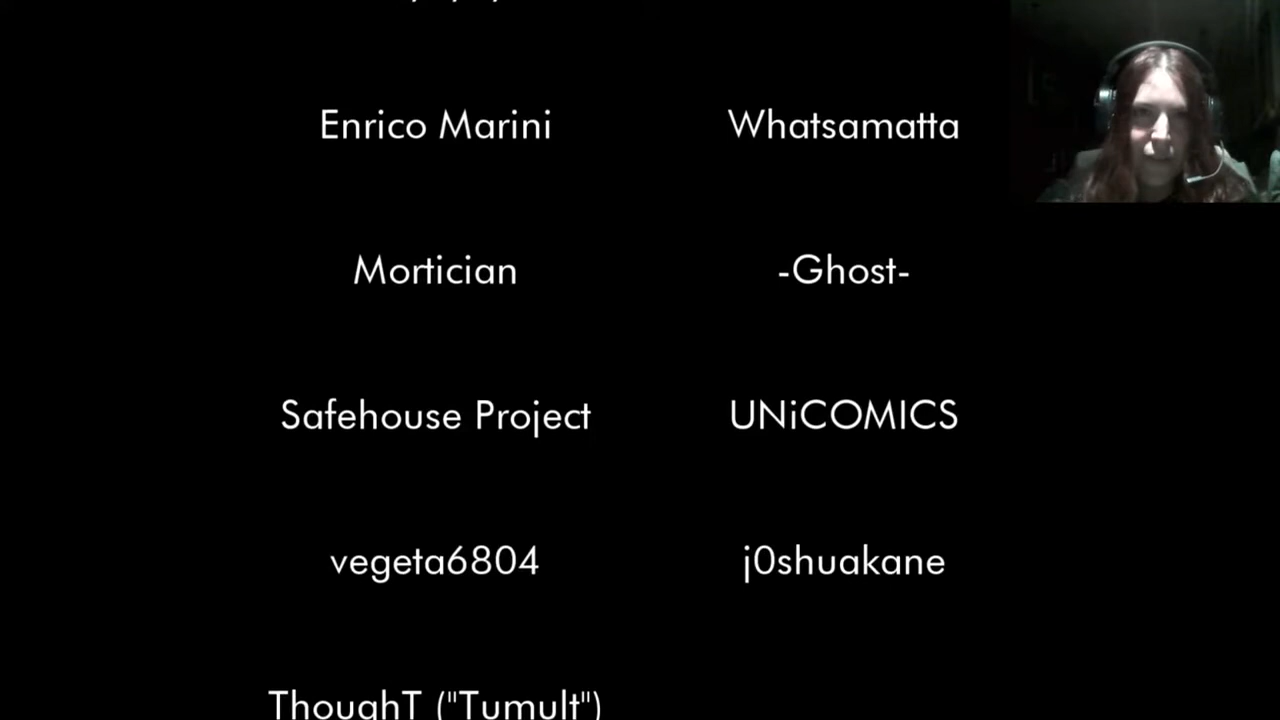 Enrico Marini
Whatsamatta
Mortician
-Ghost-
Safehouse Project
UNiCOMICS
vegeta6804
j0shuakane
ThoughT ("Tumult")